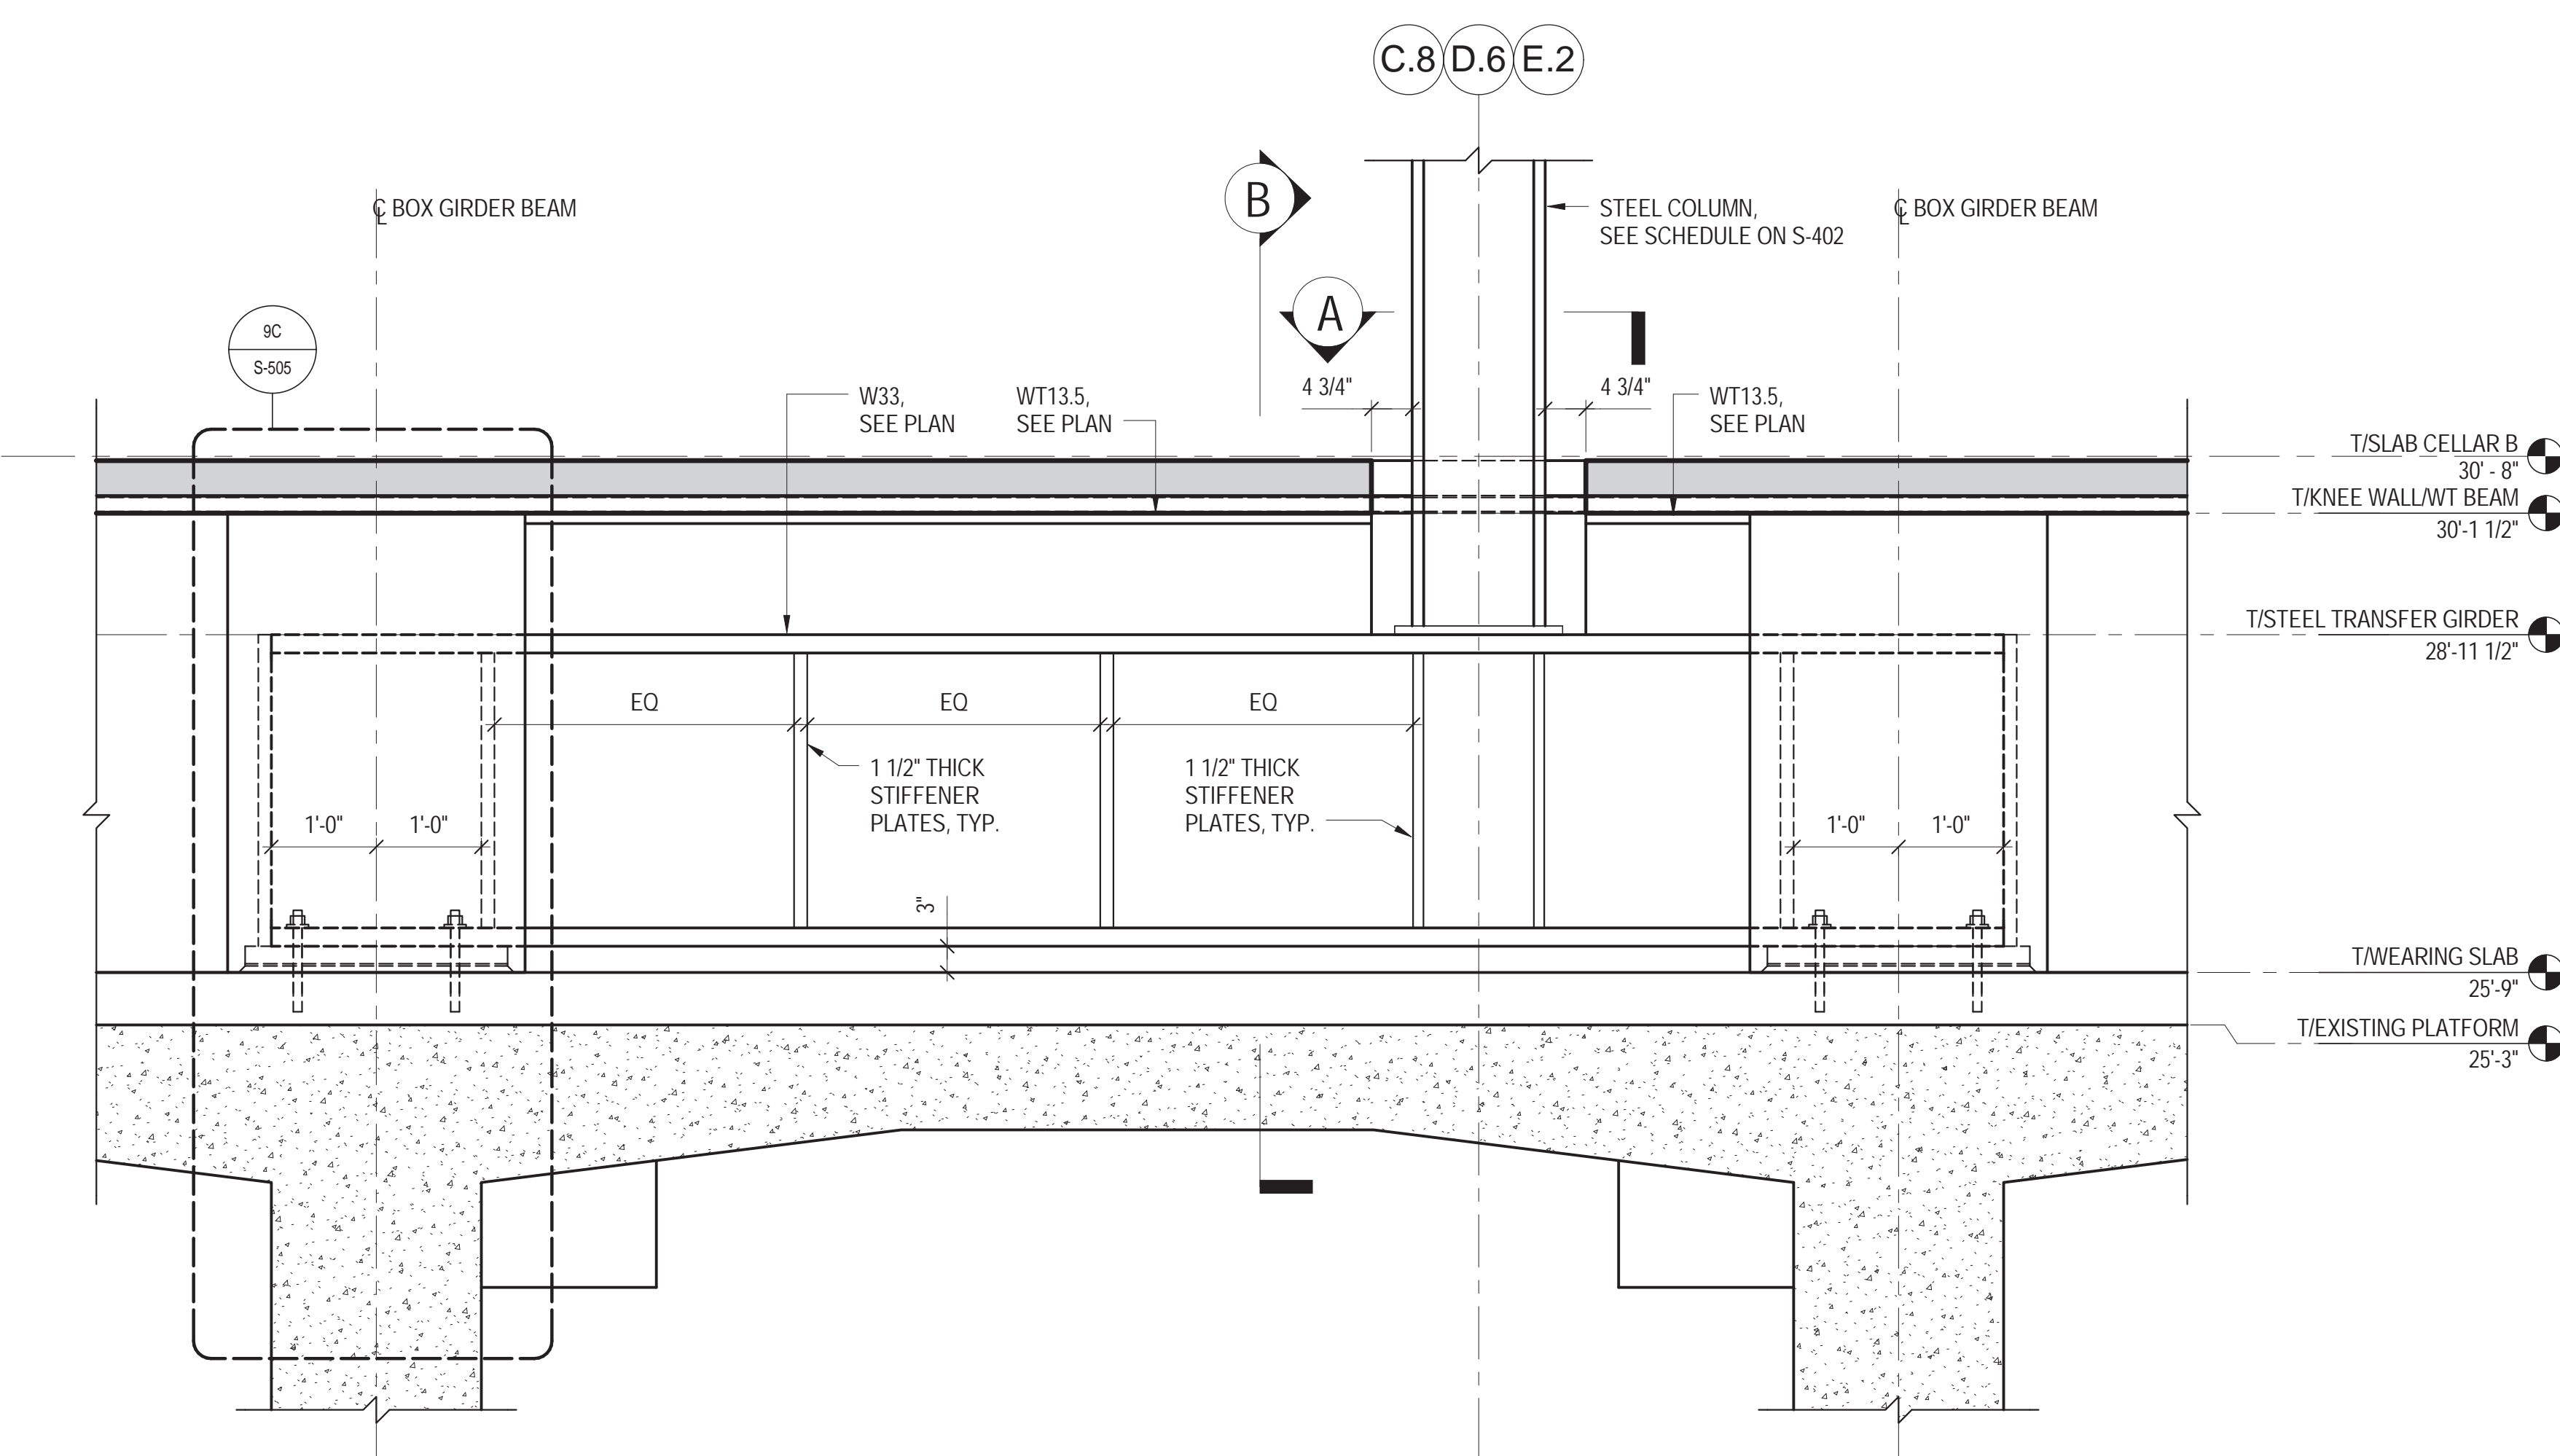 C.8 D.6 E.2
B
℄ BOX GIRDER BEAM
STEEL COLUMN,
SEE SCHEDULE ON S-402
℄ BOX GIRDER BEAM
A
9C
S-505
4 3/4"
4 3/4"
W33,
SEE PLAN
WT13.5,
SEE PLAN
WT13.5,
SEE PLAN
T/SLAB CELLAR B
30' - 8"
T/KNEE WALL/WT BEAM
30'-1 1/2"
T/STEEL TRANSFER GIRDER
28'-11 1/2"
EQ EQ EQ
1 1/2" THICK
STIFFENER
PLATES, TYP.
1 1/2" THICK
STIFFENER
PLATES, TYP.
1'-0" 1'-0"
1'-0" 1'-0"
3"
T/WEARING SLAB
25'-9"
T/EXISTING PLATFORM
25'-3"